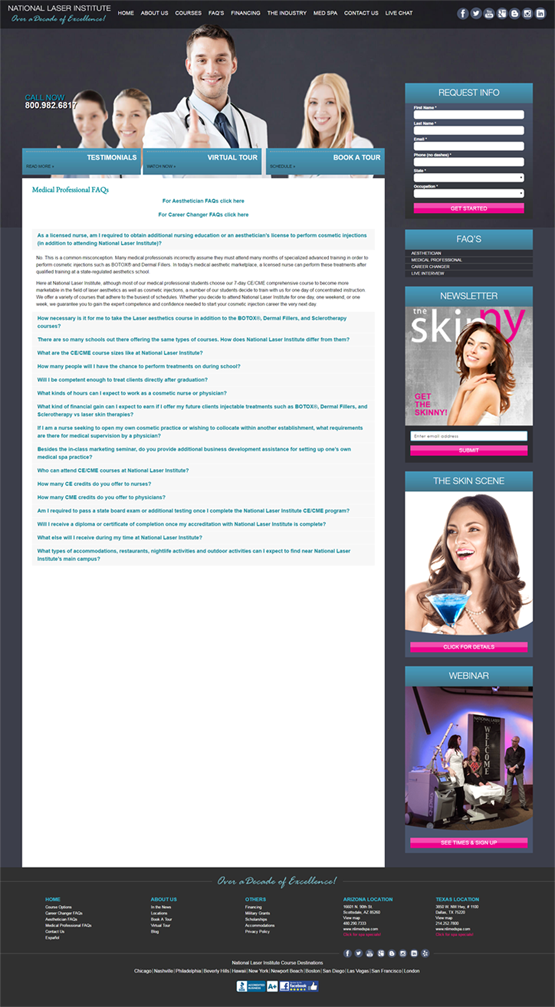 NATIONAL LASER INSTITUTE
Over a Decade of Excellence!
HOME ABOUT US COURSES FAQ'S FINANCING THE INDUSTRY MED SPA CONTACT US LIVE CHAT
CALL NOW
800.982.6817
TESTIMONIALS
READ MORE »
VIRTUAL TOUR
WATCH NOW »
BOOK A TOUR
SCHEDULE »
Medical Professional FAQs
For Aesthetician FAQs click here
For Career Changer FAQs click here
As a licensed nurse, am I required to obtain additional nursing education or an aesthetician's license to perform cosmetic injections
(in addition to attending National Laser Institute)?
No. This is a common misconception. Many medical professionals incorrectly assume they must attend many months of specialized advanced training in order to
perform cosmetic injections such as BOTOX® and Dermal Fillers. In today's medical aesthetic marketplace, a licensed nurse can perform these treatments after
qualified training at a state-regulated aesthetics school.
Here at National Laser Institute, although most of our medical professional students choose our 7-day CE/CME comprehensive course to become more
marketable in the field of laser aesthetics as well as cosmetic injections, a number of our students decide to train with us for one day of concentrated instruction.
We offer a variety of courses that adhere to the busiest of schedules. Whether you decide to attend National Laser Institute for one day, one weekend, or one
week, we guarantee you to gain the expert competence and confidence needed to start your cosmetic injection career the very next day.
How necessary is it for me to take the Laser aesthetics course in addition to the BOTOX®, Dermal Fillers, and Sclerotherapy
courses?
There are so many schools out there offering the same types of courses. How does National Laser Institute differ from them?
What are the CE/CME course sizes like at National Laser Institute?
How many people will I have the chance to perform treatments on during school?
Will I be competent enough to treat clients directly after graduation?
What kinds of hours can I expect to work as a cosmetic nurse or physician?
What kind of financial gain can I expect to earn if I offer my future clients injectable treatments such as BOTOX®, Dermal Fillers, and
Sclerotherapy vs laser skin therapies?
If I am a nurse seeking to open my own cosmetic practice or wishing to collocate within another establishment, what requirements
are there for medical supervision by a physician?
Besides the in-class marketing seminar, do you provide additional business development assistance for setting up one's own
medical spa practice?
Who can attend CE/CME courses at National Laser Institute?
How many CE credits do you offer to nurses?
How many CME credits do you offer to physicians?
Am I required to pass a state board exam or additional testing once I complete the National Laser Institute CE/CME program?
Will I receive a diploma or certificate of completion once my accreditation with National Laser Institute is complete?
What else will I receive during my time at National Laser Institute?
What types of accommodations, restaurants, nightlife activities and outdoor activities can I expect to find near National Laser
Institute's main campus?
REQUEST INFO
First Name *
Last Name *
Email *
Phone (no dashes) *
State *
Occupation *
GET STARTED
FAQ'S
AESTHETICIAN
MEDICAL PROFESSIONAL
CAREER CHANGER
LIVE INTERVIEW
NEWSLETTER
the
skinny
GET
THE
SKINNY!
Enter email address
SUBMIT
THE SKIN SCENE
CLICK FOR DETAILS
WEBINAR
WELCOME
SEE TIMES & SIGN UP
Over a Decade of Excellence!
HOME
Course Options
Career Changer FAQs
Aesthetician FAQs
Medical Professional FAQs
Contact Us
Español
ABOUT US
In the News
Locations
Book A Tour
Virtual Tour
Blog
OTHERS
Financing
Military Grants
Scholarships
Accommodations
Privacy Policy
ARIZONA LOCATION
16601 N. 90th St.
Scottsdale, AZ 85260
View map
480.290.7333
www.nlimedspa.com
TEXAS LOCATION
3850 W. NW Hwy. # 1100
Dallas, TX 75220
View map
www.nlimedspa.com
National Laser Institute Course Destinations
Chicago | Nashville | Philadelphia | Beverly Hills | Hawaii | New York | Newport Beach | Boston | San Diego | Las Vegas | San Francisco | London
ACCREDITED
BUSINESS
A+
facebook